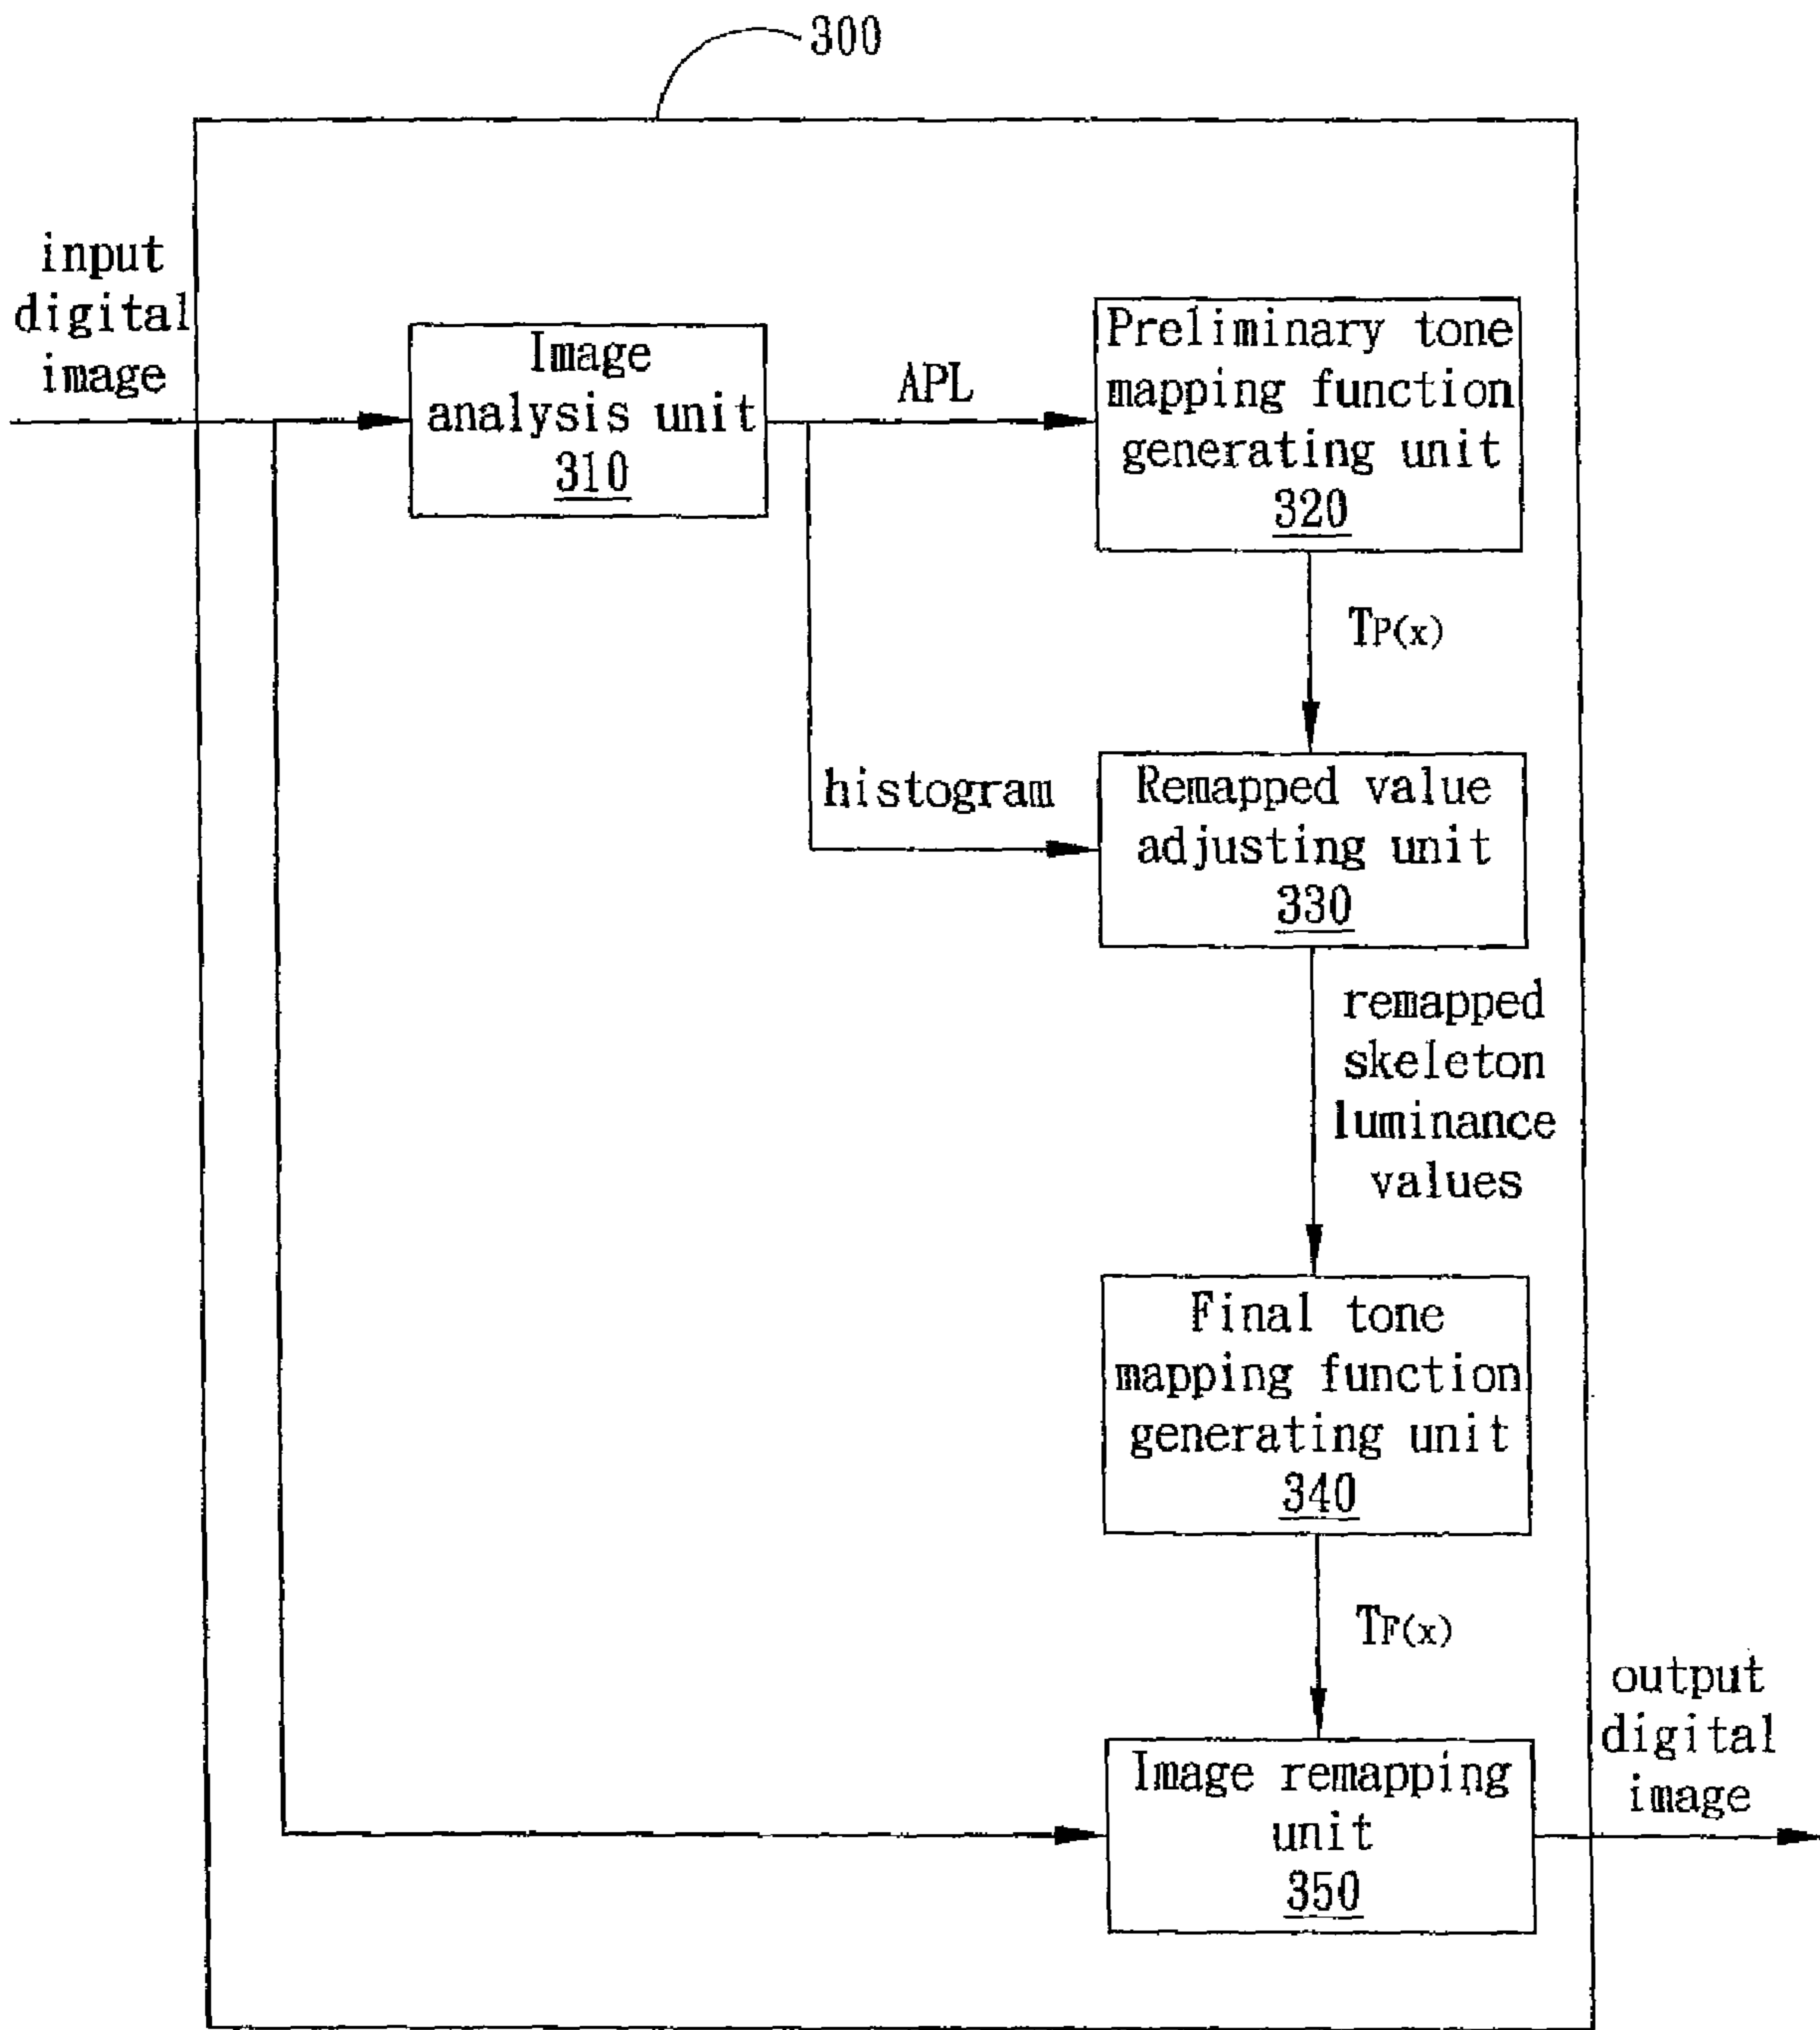 300
input
digital
image
Image
analysis unit
310
APL
Preliminary tone
mapping function
generating unit
320
TP(x)
histogram
Remapped value
adjusting unit
330
remapped
skeleton
luminance
values
Final tone
mapping function
generating unit
340
TF(x)
Image remapping
unit
350
output
digital
image